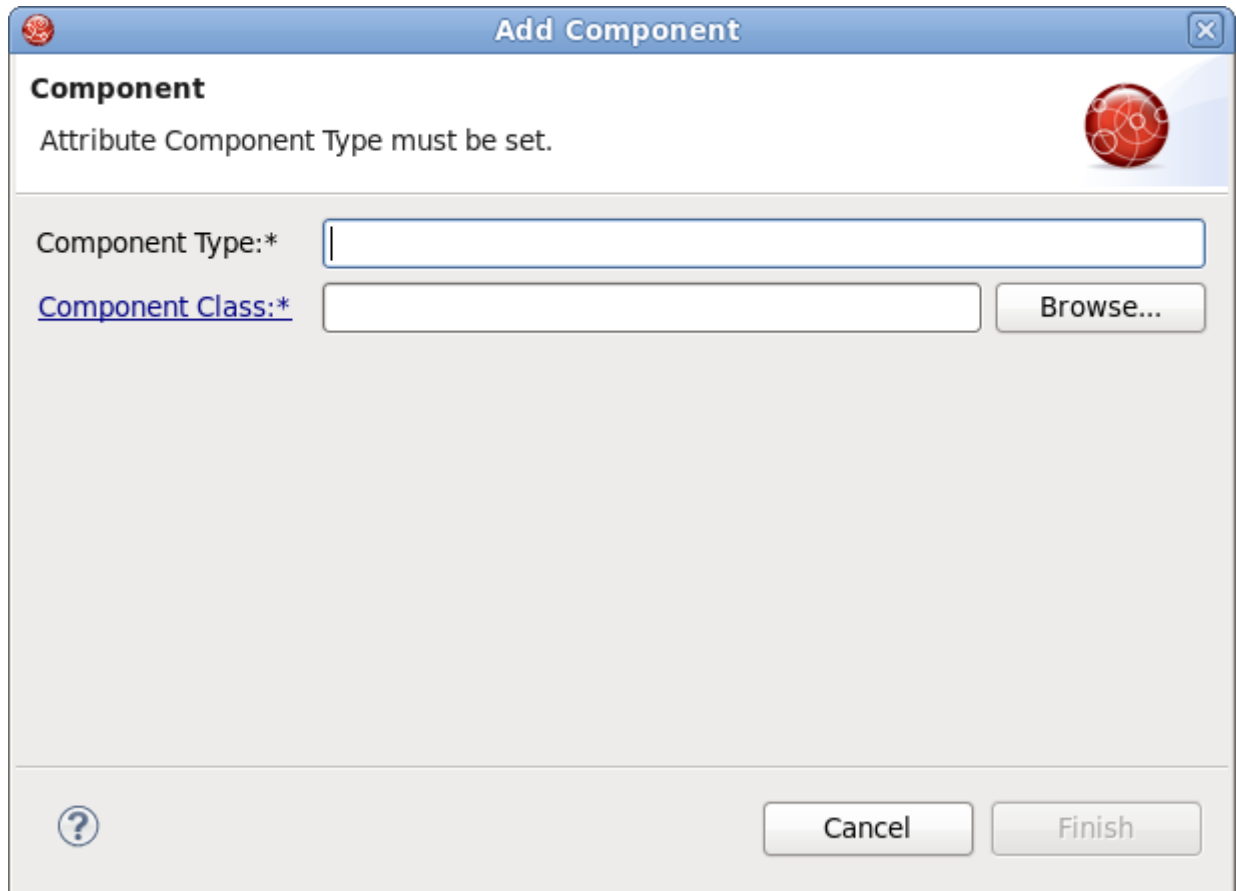 Add Component
Component
Attribute Component Type must be set.
Component Type:*
Component Class:*
Browse...
?
Cancel
Finish